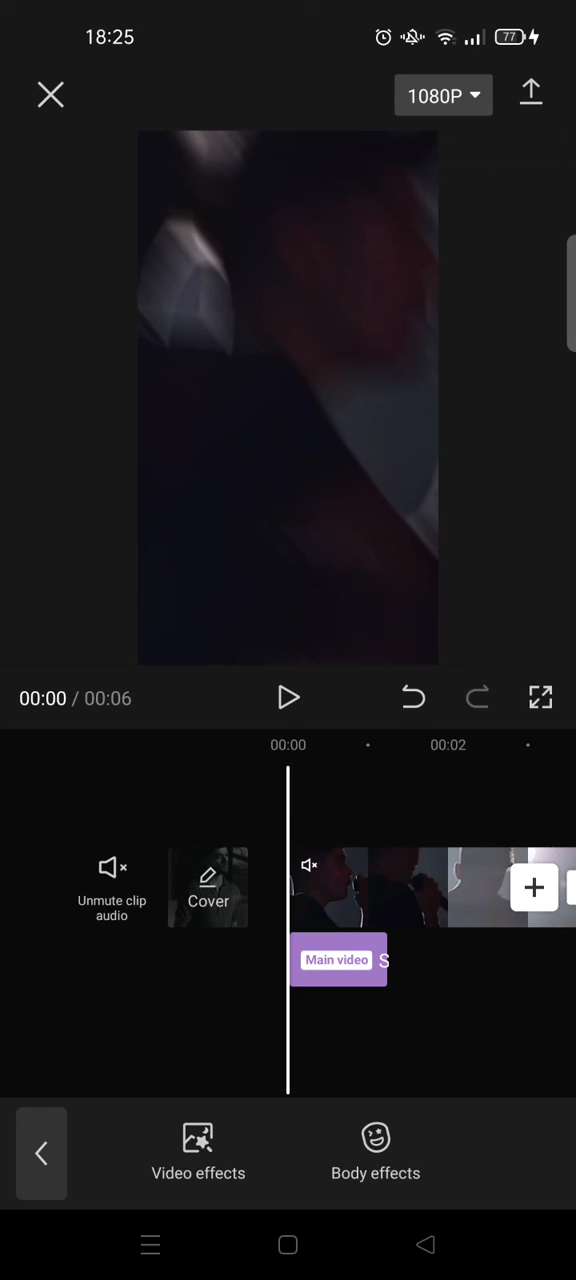 18:25
77
1080P
00:00 / 00:06
00:00
00:02
Unmute clip
audio
Cover
Main video S
Video effects
Body effects